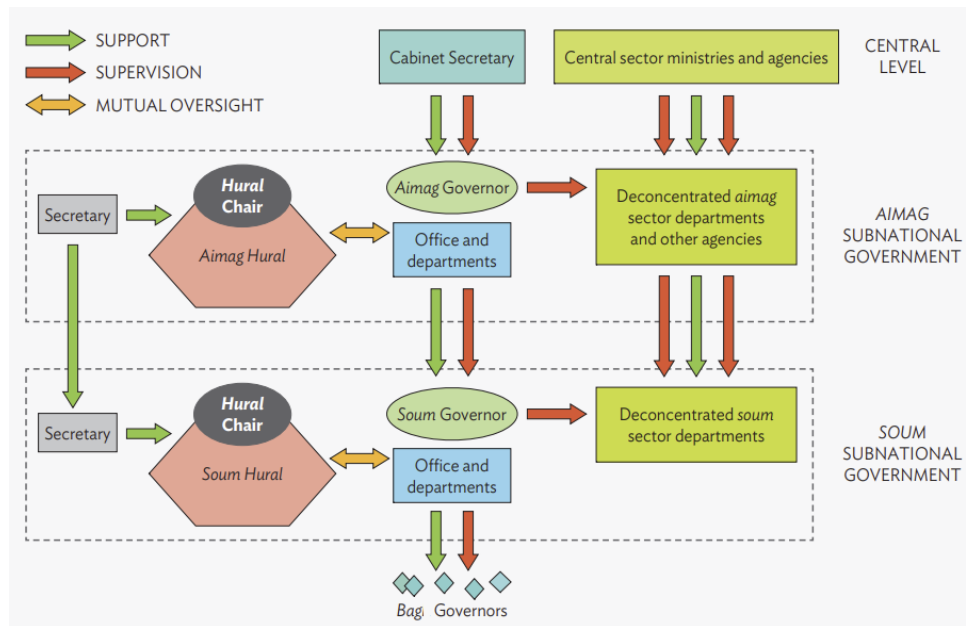 SUPPORT
SUPERVISION
MUTUAL OVERSIGHT
Cabinet Secretary
Central sector ministries and agencies
CENTRAL
LEVEL
Secretary
Hural
Chair
Aimag Hural
Aimag Governor
Office and
departments
Deconcentrated aimag
sector departments
and other agencies
AIMAG
SUBNATIONAL
GOVERNMENT
Secretary
Hural
Chair
Soum Hural
Soum Governor
Office and
departments
Deconcentrated soum
sector departments
SOUM
SUBNATIONAL
GOVERNMENT
Bag Governors